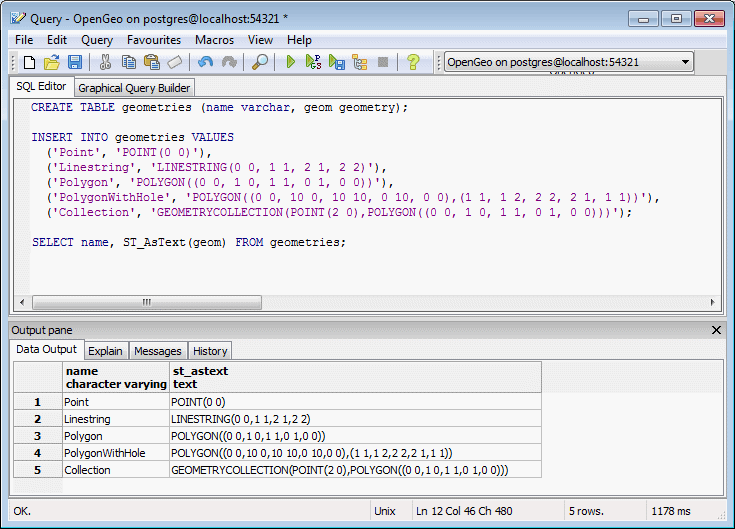 Query - OpenGeo on postgres@localhost:54321 *
File Edit Query Favourites Macros View Help
OpenGeo on postgres@localhost:54321
SQL Editor Graphical Query Builder
CREATE TABLE geometries (name varchar, geom geometry);
INSERT INTO geometries VALUES
('Point', 'POINT(0 0)'),
('Linestring', 'LINESTRING(0 0, 1 1, 2 1, 2 2)'),
('Polygon', 'POLYGON((0 0, 1 0, 1 1, 0 1, 0 0))'),
('PolygonWithHole', 'POLYGON((0 0, 10 0, 10 10, 0 10, 0 0),(1 1, 1 2, 2 2, 2 1, 1 1))'),
('Collection', 'GEOMETRYCOLLECTION(POINT(2 0),POLYGON((0 0, 1 0, 1 1, 0 1, 0 0)))');
SELECT name, ST_AsText(geom) FROM geometries;
Output pane
Data Output Explain Messages History
name st_astext
character varying text
1 Point POINT(0 0)
2 Linestring LINESTRING(0 0,1 1,2 1,2 2)
3 Polygon POLYGON((0 0,1 0,1 1,0 1,0 0))
4 PolygonWithHole POLYGON((0 0,10 0,10 10,0 10,0 0),(1 1,1 2,2 2,2 1,1 1))
5 Collection GEOMETRYCOLLECTION(POINT(2 0),POLYGON((0 0,1 0,1 1,0 1,0 0)))
OK. Unix Ln 12 Col 46 Ch 480 5 rows. 1178 ms